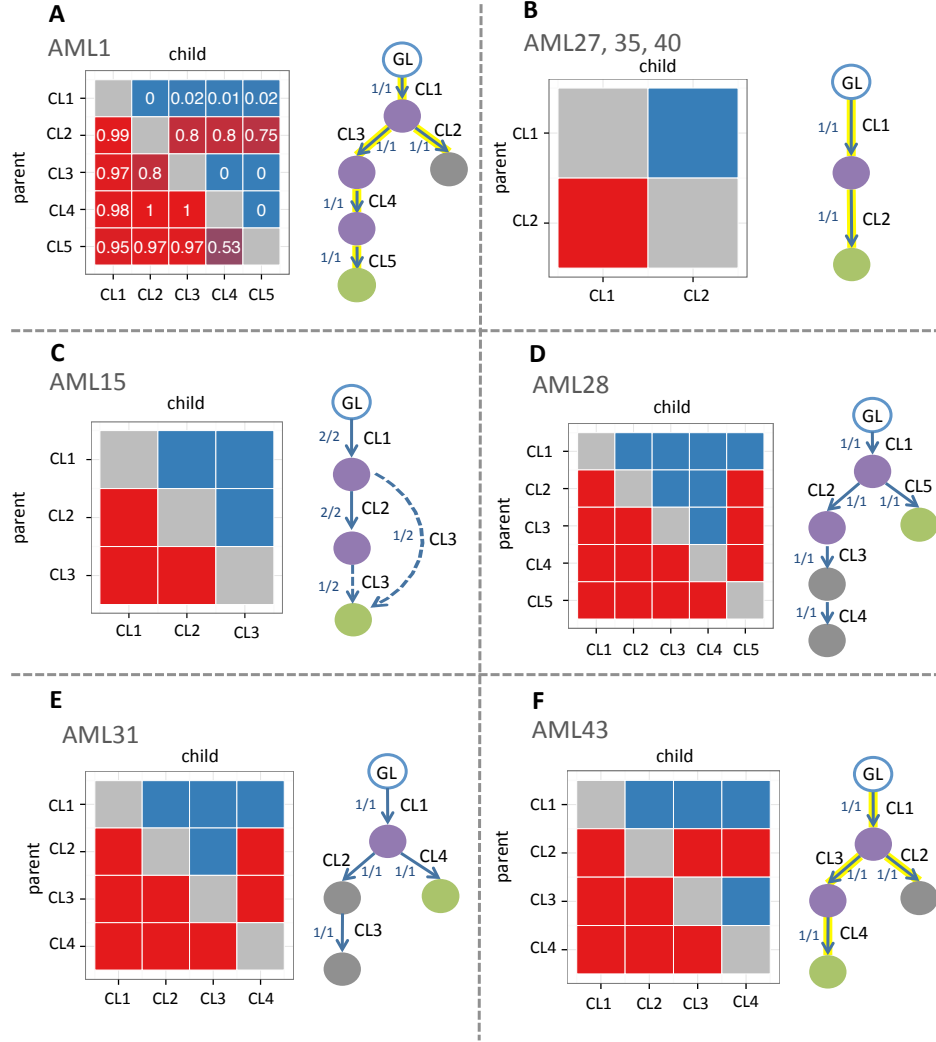 A
AML1
child
parent
CL1 0 0.02 0.01 0.02
CL2 0.99 0.8 0.8 0.75
CL3 0.97 0.8 0 0
CL4 0.98 1 1 0
CL5 0.95 0.97 0.97 0.53
CL1 CL2 CL3 CL4 CL5
GL
1/1 CL1
CL3 1/1 1/1 CL2
1/1 CL4
1/1 CL5
B
AML27, 35, 40
child
parent
CL1
CL2
CL1 CL2
GL
1/1 CL1
1/1 CL2
C
AML15
child
parent
CL1
CL2
CL3
CL1 CL2 CL3
GL
2/2 CL1
2/2 CL2
1/2 CL3
1/2 CL3
D
AML28
child
parent
CL1
CL2
CL3
CL4
CL5
CL1 CL2 CL3 CL4 CL5
GL
1/1 CL1
CL2 1/1 1/1 CL5
1/1 CL3
1/1 CL4
E
AML31
child
parent
CL1
CL2
CL3
CL4
CL1 CL2 CL3 CL4
GL
1/1 CL1
CL2 1/1 1/1 CL4
1/1 CL3
F
AML43
child
parent
CL1
CL2
CL3
CL4
CL1 CL2 CL3 CL4
GL
1/1 CL1
CL3 1/1 1/1 CL2
1/1 CL4